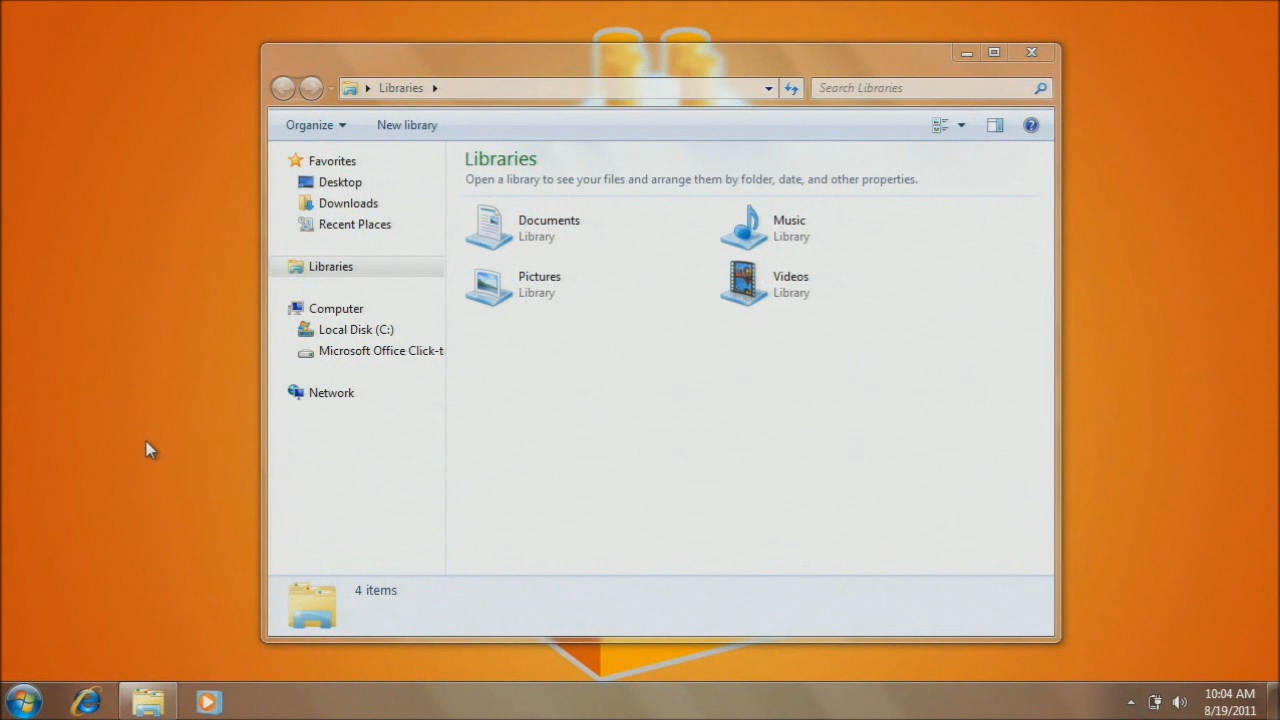 Libraries
Search Libraries
Organize
New library
Favorites
Desktop
Downloads
Recent Places
Libraries
Computer
Local Disk (C:)
Microsoft Office Click-t
Network
Libraries
Open a library to see your files and arrange them by folder, date, and other properties.
Documents
Library
Music
Library
Pictures
Library
Videos
Library
4 items
10:04 AM
8/19/2011